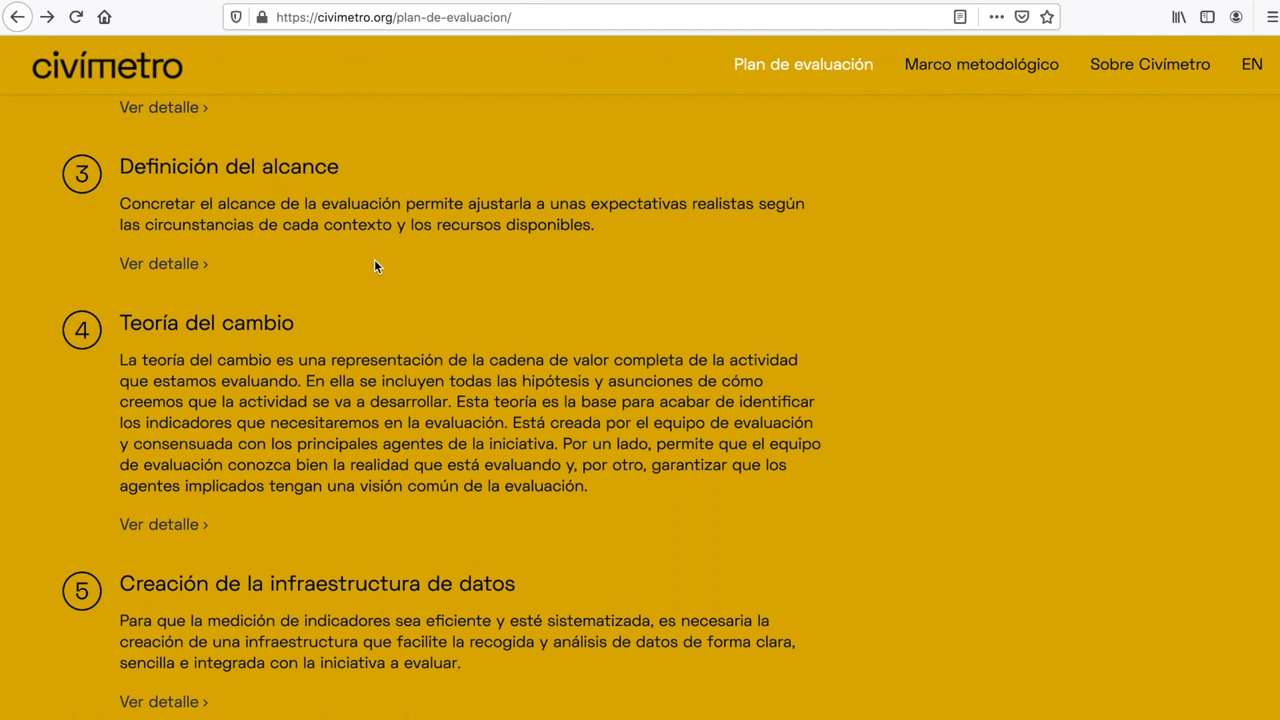 https://civimetro.org/plan-de-evaluacion/
civímetro
Plan de evaluación
Marco metodológico
Sobre Civímetro
EN
Ver detalle ›
3
Definición del alcance
Concretar el alcance de la evaluación permite ajustarla a unas expectativas realistas según
las circunstancias de cada contexto y los recursos disponibles.
Ver detalle ›
4
Teoría del cambio
La teoría del cambio es una representación de la cadena de valor completa de la actividad
que estamos evaluando. En ella se incluyen todas las hipótesis y asunciones de cómo
creemos que la actividad se va a desarrollar. Esta teoría es la base para acabar de identificar
los indicadores que necesitaremos en la evaluación. Está creada por el equipo de evaluación
y consensuada con los principales agentes de la iniciativa. Por un lado, permite que el equipo
de evaluación conozca bien la realidad que está evaluando y, por otro, garantizar que los
agentes implicados tengan una visión común de la evaluación.
Ver detalle ›
5
Creación de la infraestructura de datos
Para que la medición de indicadores sea eficiente y esté sistematizada, es necesaria la
creación de una infraestructura que facilite la recogida y análisis de datos de forma clara,
sencilla e integrada con la iniciativa a evaluar.
Ver detalle ›